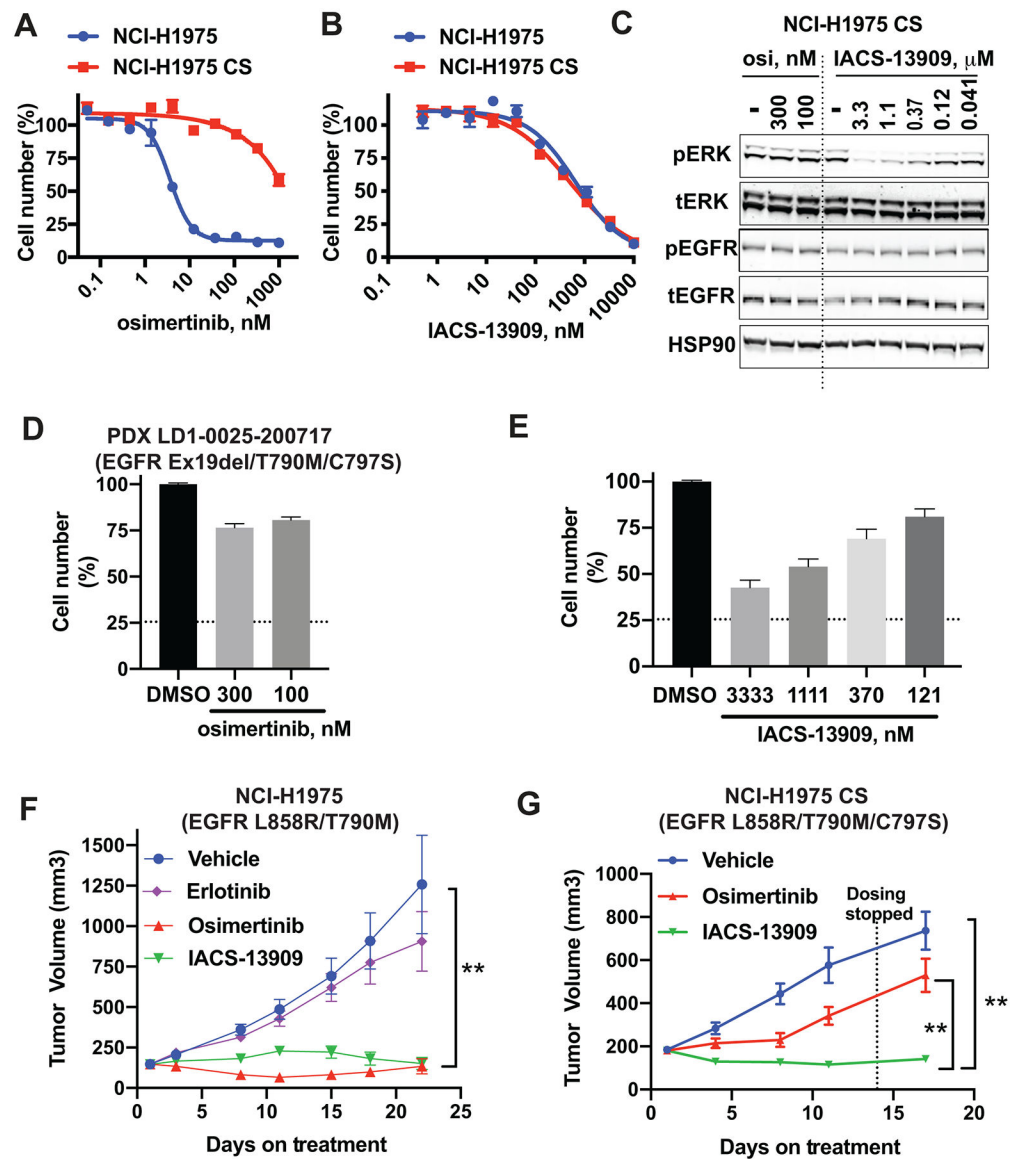 A
NCI-H1975
NCI-H1975 CS
Cell number (%)
100
75
50
25
0
0.1
1
10
100
1000
osimertinib, nM
B
NCI-H1975
NCI-H1975 CS
Cell number (%)
100
75
50
25
0
0.1
1
10
100
1000
10000
IACS-13909, nM
C
NCI-H1975 CS
osi, nM
IACS-13909, μM
- 300 100 - 3.3 1.1 0.37 0.12 0.041
pERK
tERK
pEGFR
tEGFR
HSP90
D
PDX LD1-0025-200717
(EGFR Ex19del/T790M/C797S)
Cell number
(%)
100
75
50
25
0
DMSO 300 100
osimertinib, nM
E
Cell number
(%)
100
75
50
25
0
DMSO 3333 1111 370 121
IACS-13909, nM
F
NCI-H1975
(EGFR L858R/T790M)
Vehicle
Erlotinib
Osimertinib
IACS-13909
Tumor Volume (mm3)
1500
1250
1000
750
500
250
0
0 5 10 15 20 25
Days on treatment
**
G
NCI-H1975 CS
(EGFR L858R/T790M/C797S)
Vehicle
Osimertinib
IACS-13909
Dosing
stopped
Tumor Volume (mm3)
1000
800
600
400
200
0
0 5 10 15 20
Days on treatment
**
**